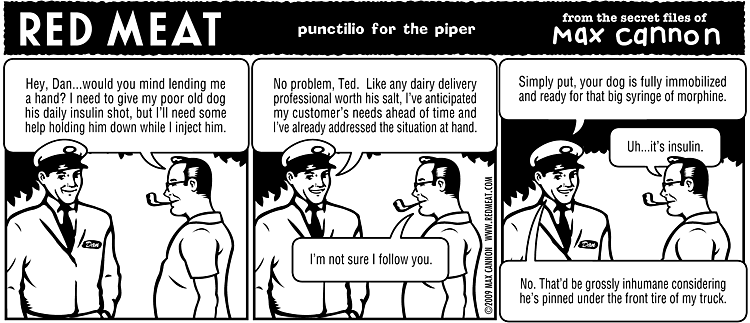 RED MEAT
punctilio for the piper
from the secret files of
Max Cannon
Hey, Dan...would you mind lending me
a hand? I need to give my poor old dog
his daily insulin shot, but I'll need some
help holding him down while I inject him.
Dan
No problem, Ted. Like any dairy delivery
professional worth his salt, I've anticipated
my customer's needs ahead of time and
I've already addressed the situation at hand.
I'm not sure I follow you.
©2009 MAX CANNON WWW.REDMEAT.COM
Simply put, your dog is fully immobilized
and ready for that big syringe of morphine.
Uh...it's insulin.
No. That'd be grossly inhumane considering
he's pinned under the front tire of my truck.